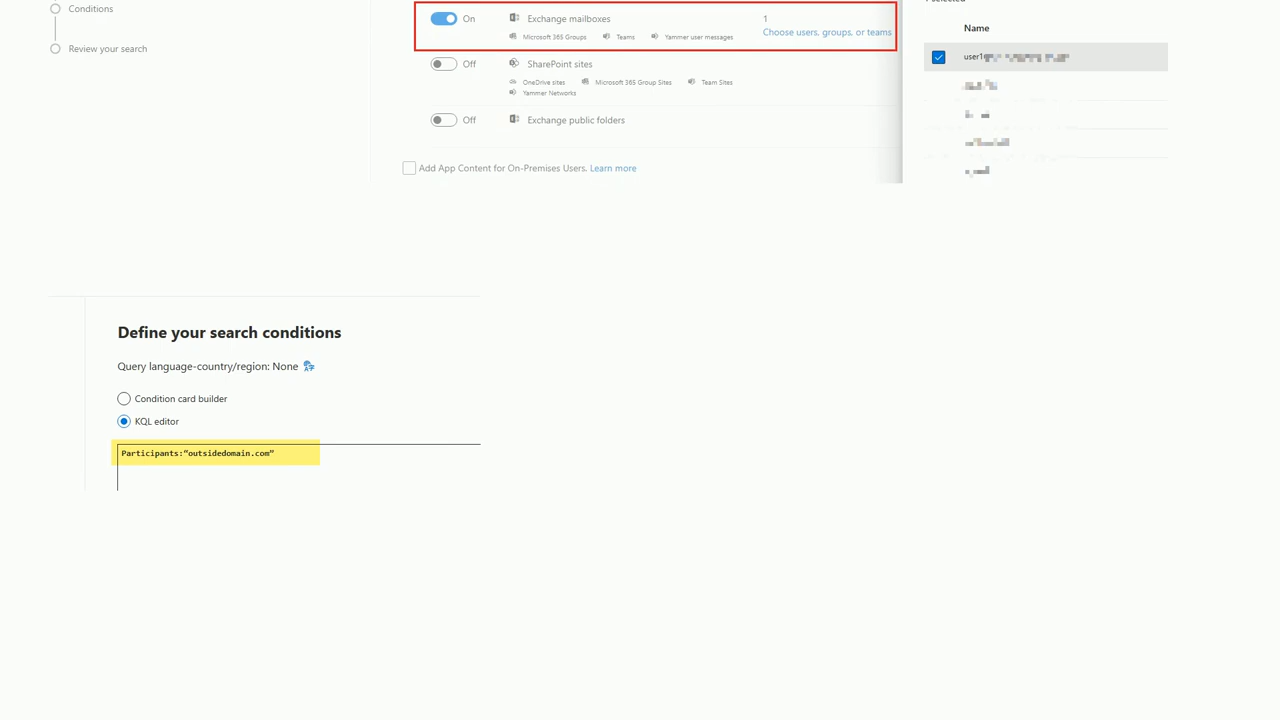 Conditions
Review your search
On Exchange mailboxes 1
Microsoft 365 Groups Teams Yammer user messages Choose users, groups, or teams
Off SharePoint sites
OneDrive sites Microsoft 365 Group Sites Team Sites
Yammer Networks
Off Exchange public folders
Add App Content for On-Premises Users. Learn more
selected
Name
user1
Define your search conditions
Query language-country/region: None
Condition card builder
KQL editor
Participants:“outsidedomain.com”